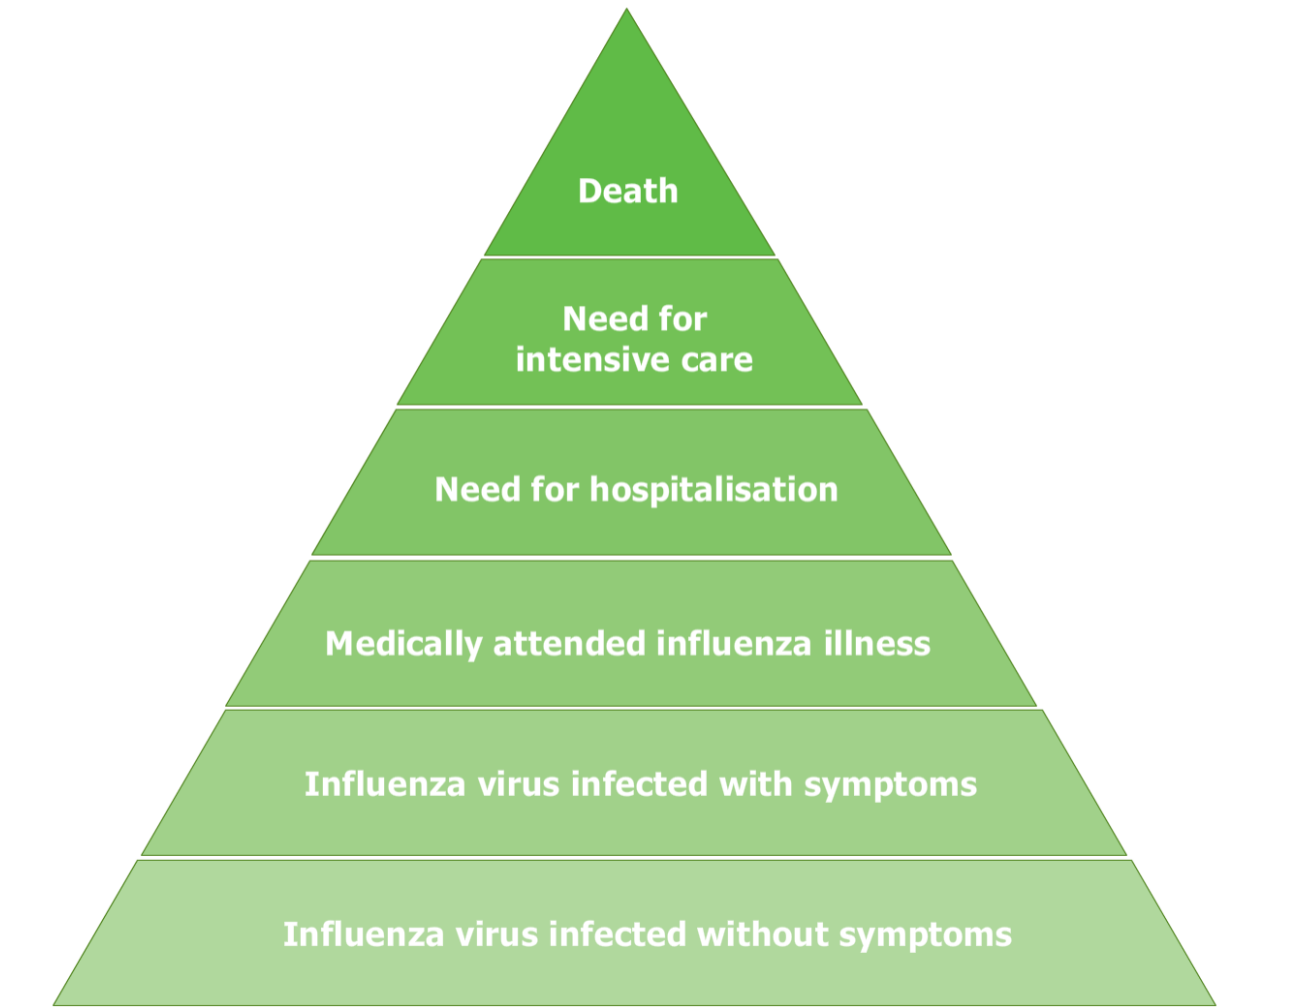 Death
Need for
intensive care
Need for hospitalisation
Medically attended influenza illness
Influenza virus infected with symptoms
Influenza virus infected without symptoms